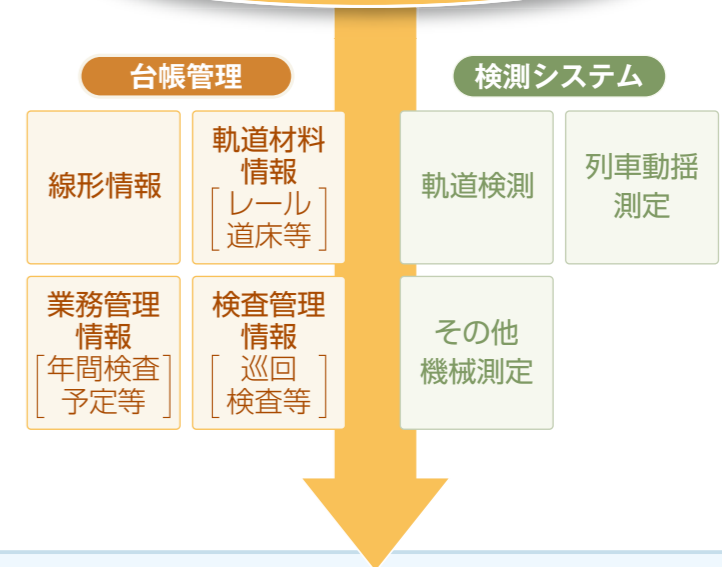 台帳管理
線形情報
軌道材料
情報
[レール
道床等]
業務管理
情報
[年間検査
予定等]
検査管理
情報
[巡回
検査等]
検測システム
軌道検測
列車動揺
測定
その他
機械測定